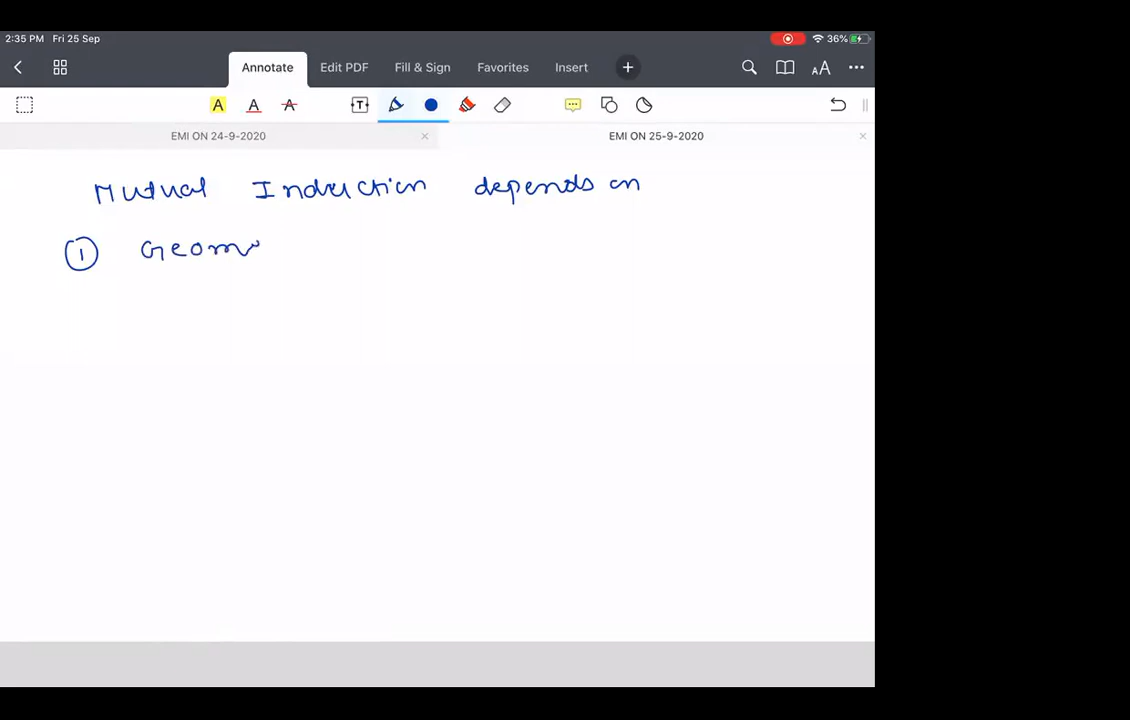 2:35 PM Fri 25 Sep
36%
Annotate Edit PDF Fill & Sign Favorites Insert
EMI ON 24-9-2020
EMI ON 25-9-2020
Mutual Induction depends on
1 Geom